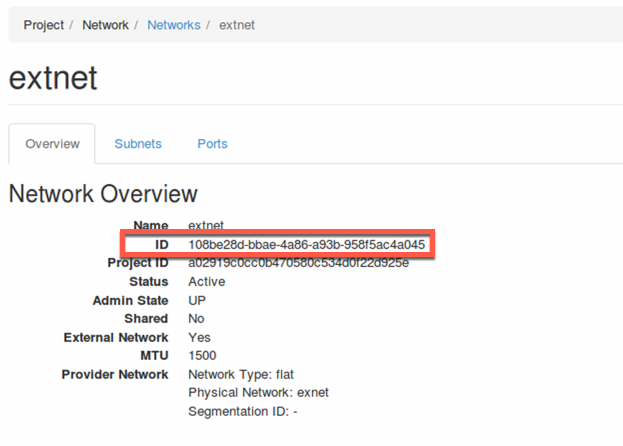 Project / Network / Networks / extnet
extnet
Overview Subnets Ports
Network Overview
Name extnet
ID 108be28d-bbae-4a86-a93b-958f5ac4a045
Project ID a02919c0cc0b470580c534d0f22d925e
Status Active
Admin State UP
Shared No
External Network Yes
MTU 1500
Provider Network Network Type: flat
Physical Network: exnet
Segmentation ID: -